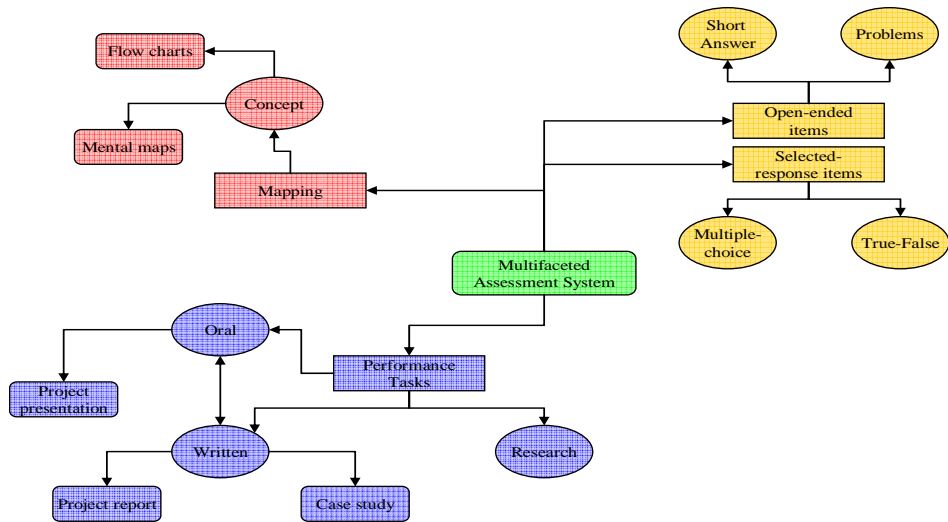 Short
Answer
Problems
Flow charts
Concept
Open-ended
items
Mental maps
Selected-
response items
Mapping
Multiple-
choice
True-False
Multifaceted
Assessment System
Oral
Performance
Tasks
Project
presentation
Written
Research
Project report
Case study